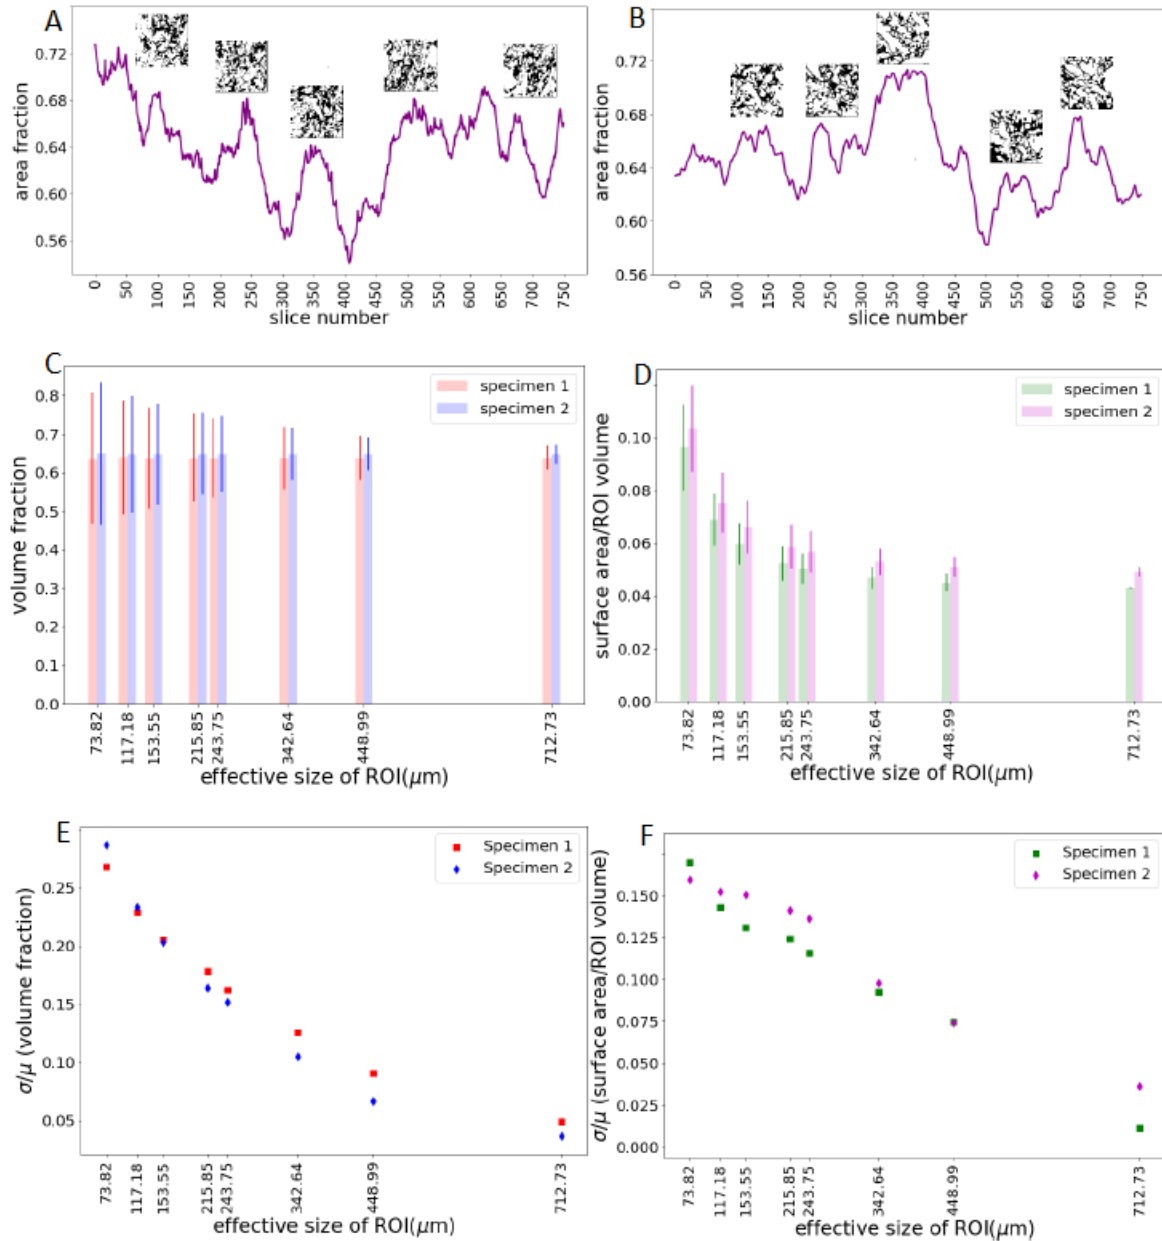 A
area fraction
0.72
0.68
0.64
0.60
0.56
0 50 100 150 200 250 300 350 400 450 500 550 600 650 700 750
slice number
B
area fraction
0.72
0.68
0.64
0.60
0.56
0 50 100 150 200 250 300 350 400 450 500 550 600 650 700 750
slice number
C
volume fraction
0.8
0.7
0.6
0.5
0.4
0.3
0.2
0.1
0.0
specimen 1
specimen 2
73.82 117.18 153.55 215.85 243.75 342.64 448.99 712.73
effective size of ROI(μm)
D
surface area/ROI volume
0.10
0.08
0.06
0.04
0.02
0.00
specimen 1
specimen 2
73.82 117.18 153.55 215.85 243.75 342.64 448.99 712.73
effective size of ROI(μm)
E
σ/μ (volume fraction)
0.25
0.20
0.15
0.10
0.05
Specimen 1
Specimen 2
73.82 117.18 153.55 215.85 243.75 342.64 448.99 712.73
effective size of ROI(μm)
F
σ/μ (surface area/ROI volume)
0.175
0.150
0.125
0.100
0.075
0.050
0.025
0.000
Specimen 1
Specimen 2
73.82 117.18 153.55 215.85 243.75 342.64 448.99 712.73
effective size of ROI(μm)